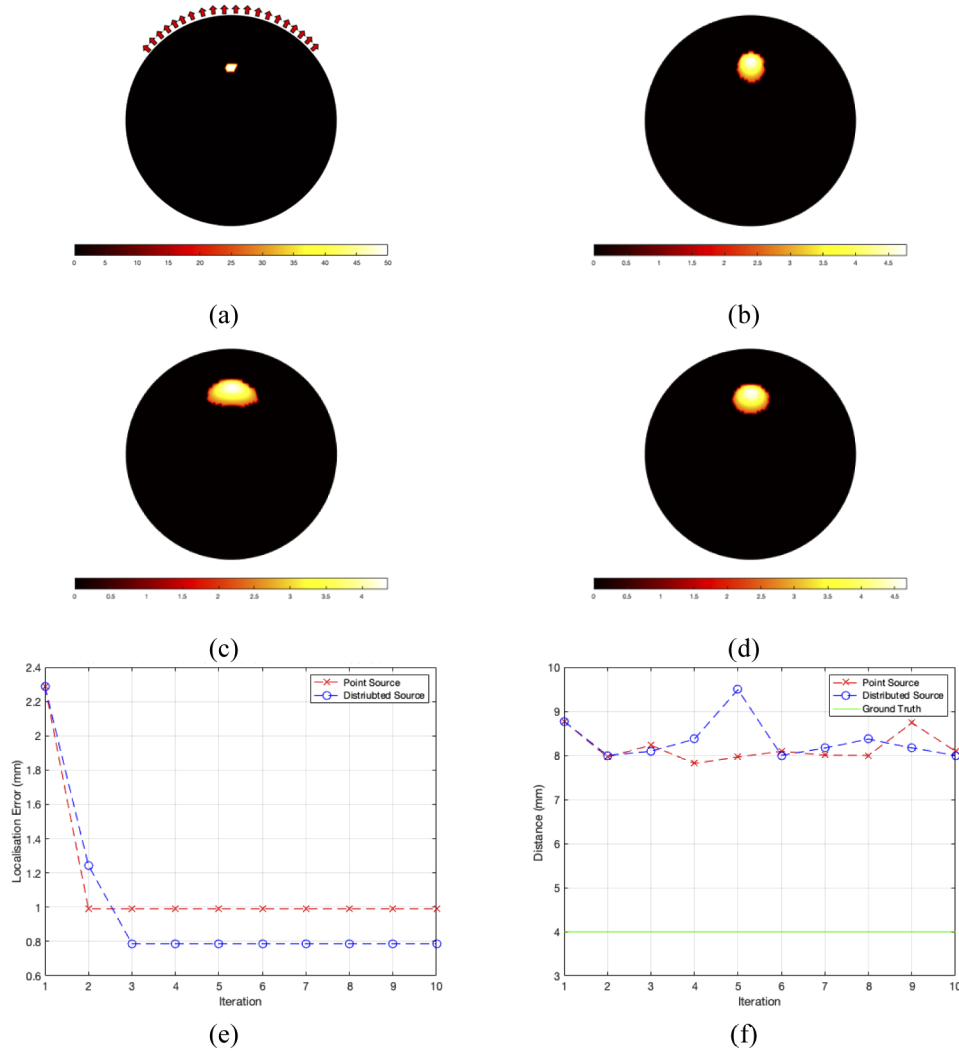 0 5 10 15 20 25 30 35 40 45 50
0 0.5 1 1.5 2 2.5 3 3.5 4 4.5
(a) (b)
0 0.5 1 1.5 2 2.5 3 3.5 4
0 0.5 1 1.5 2 2.5 3 3.5 4 4.5
(c) (d)
2.4
2.2
2
1.8
1.6
1.4
1.2
1
0.8
0.6
Localisation Error (mm)
Point Source
Distriubted Source
1 2 3 4 5 6 7 8 9 10
Iteration
(e)
10
9
8
7
6
5
4
3
Distance (mm)
Point Source
Distributed Source
Ground Truth
1 2 3 4 5 6 7 8 9 10
Iteration
(f)